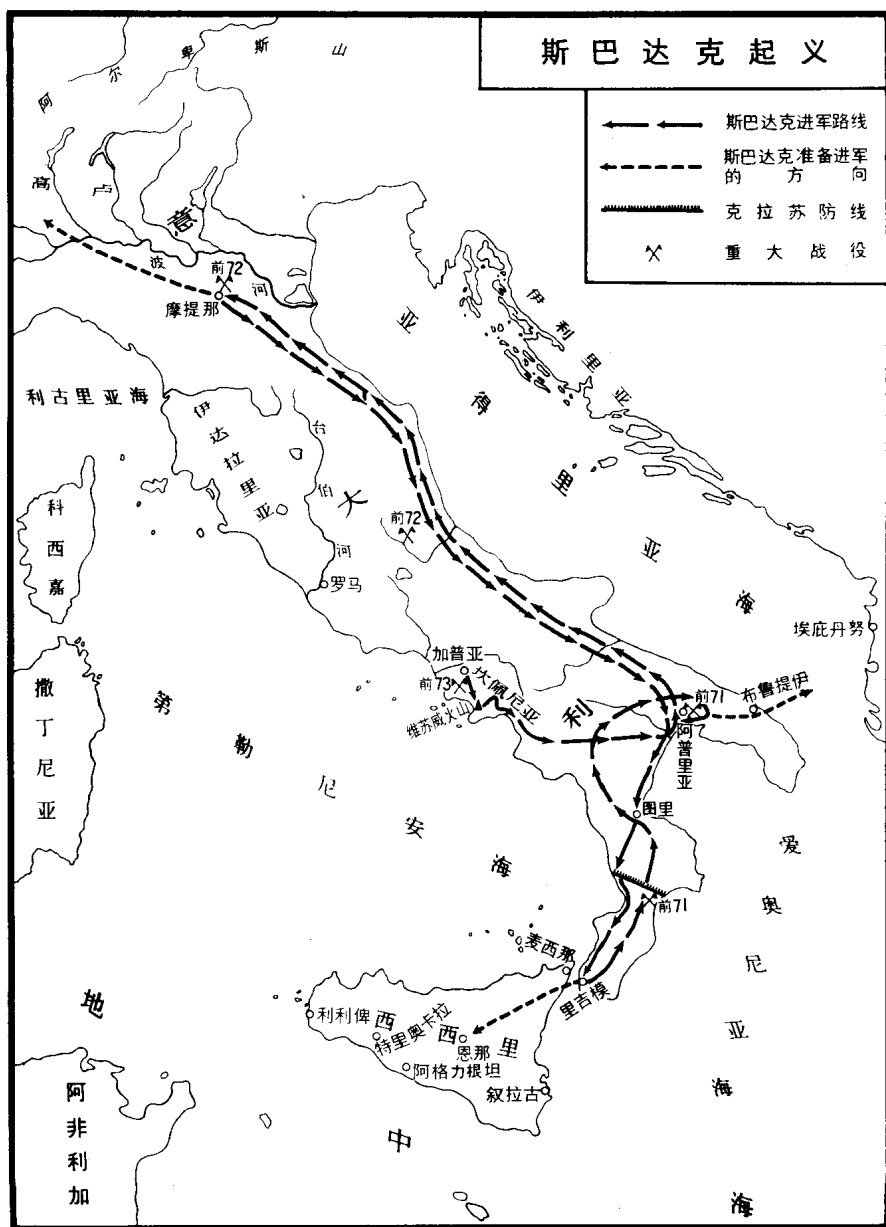 斯巴达克起义
斯巴达克进军路线
斯巴达克准备进军
的方向
克拉苏防线
重大战役
阿尔卑斯山
高卢
意大利
波河
前72
摩提那
利古里亚海
伊达拉里亚
台伯河
科西嘉
前72
罗马
亚得里亚海
伊利里亚
埃庇丹努
撒丁尼亚
加普亚
前73
坎佩尼亚
维苏威火山
前71
布鲁提伊
阿普里亚
图里
第勒尼安海
前71
爱奥尼亚海
麦西那
里吉模
利利俾
特里奥卡拉
西西里
恩那
阿格力根坦
叙拉古
地中海
阿非利加